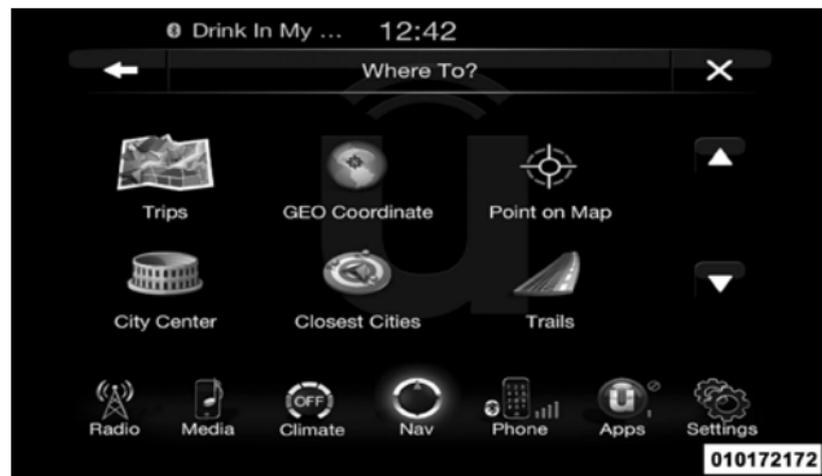 Drink In My ... 12:42
Where To?
Trips GEO Coordinate Point on Map
City Center Closest Cities Trails
OFF
Radio Media Climate Nav Phone Apps Settings
010172172